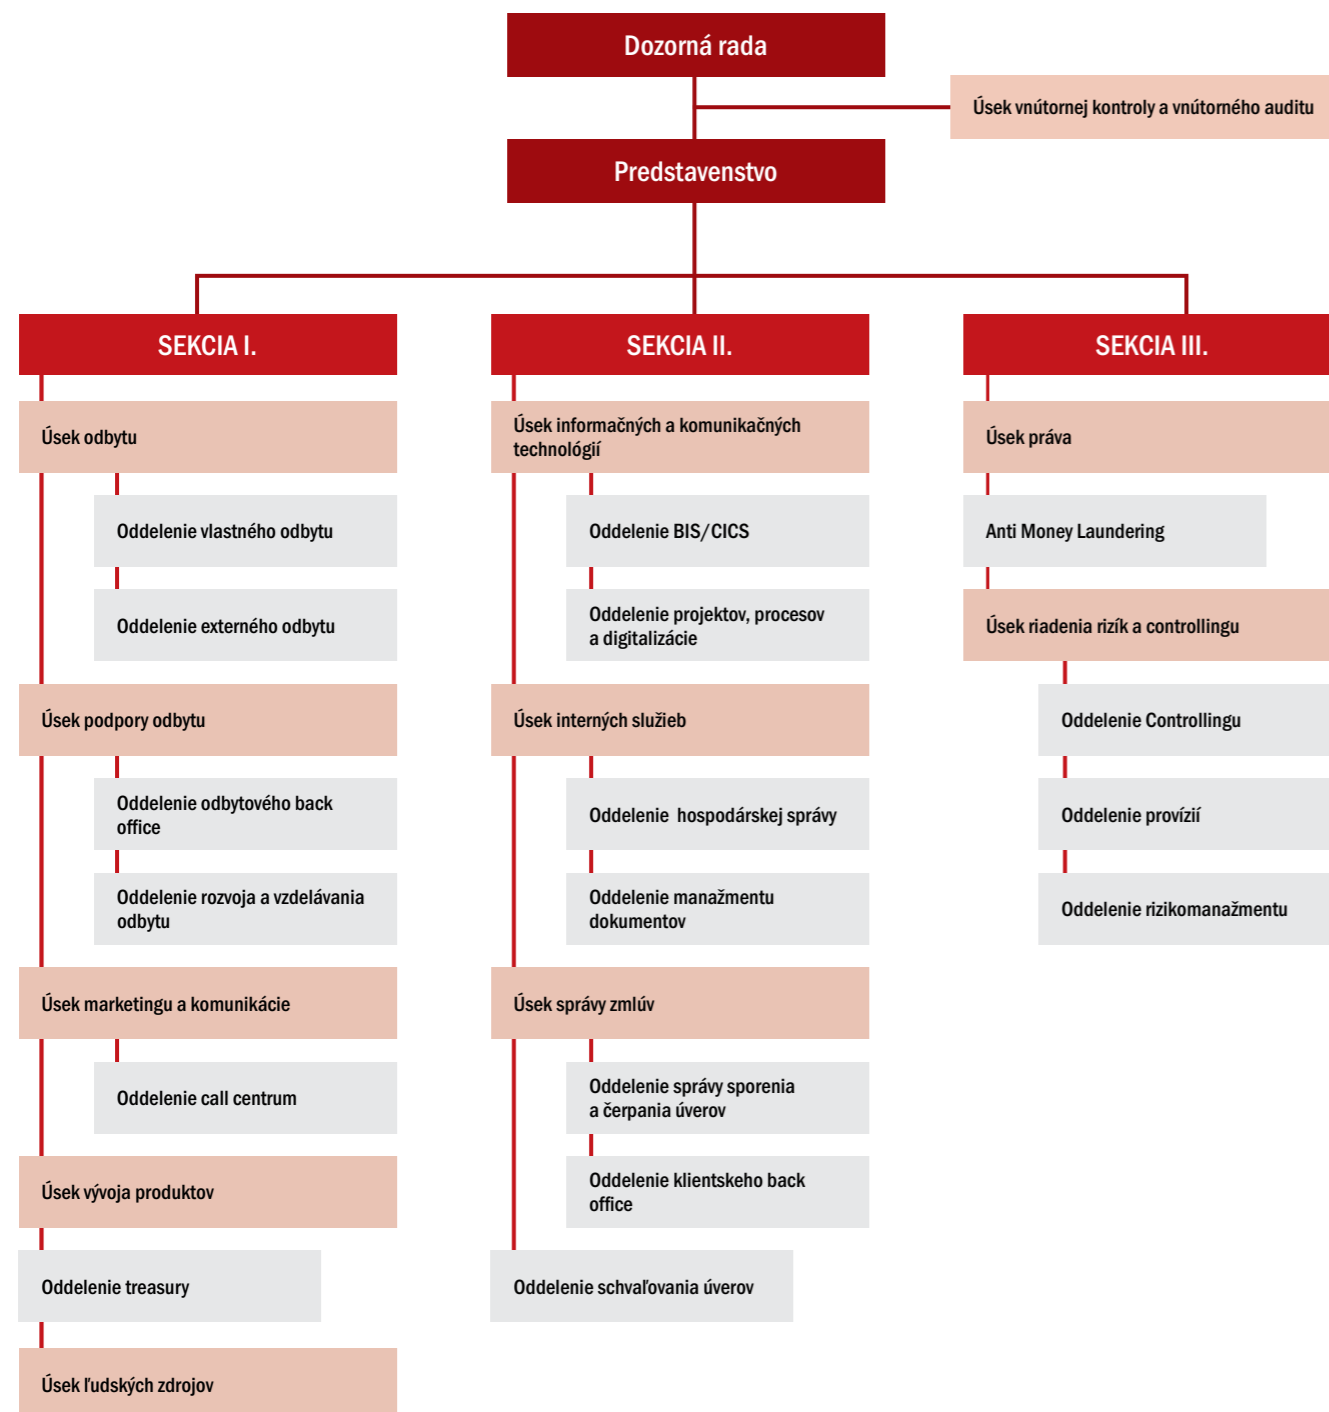 Dozorná rada
Úsek vnútornej kontroly a vnútorného auditu
Predstavenstvo
SEKCIA I.
Úsek odbytu
Oddelenie vlastného odbytu
Oddelenie externého odbytu
Úsek podpory odbytu
Oddelenie odbytového back
office
Oddelenie rozvoja a vzdelávania
odbytu
Úsek marketingu a komunikácie
Oddelenie call centrum
Úsek vývoja produktov
Oddelenie treasury
Úsek ľudských zdrojov
SEKCIA II.
Úsek informačných a komunikačných
technológií
Oddelenie BIS/CICS
Oddelenie projektov, procesov
a digitalizácie
Úsek interných služieb
Oddelenie hospodárskej správy
Oddelenie manažmentu
dokumentov
Úsek správy zmlúv
Oddelenie správy sporenia
a čerpania úverov
Oddelenie klientskeho back
office
Oddelenie schvaľovania úverov
SEKCIA III.
Úsek práva
Anti Money Laundering
Úsek riadenia rizík a controllingu
Oddelenie Controllingu
Oddelenie provízií
Oddelenie rizikomanažmentu